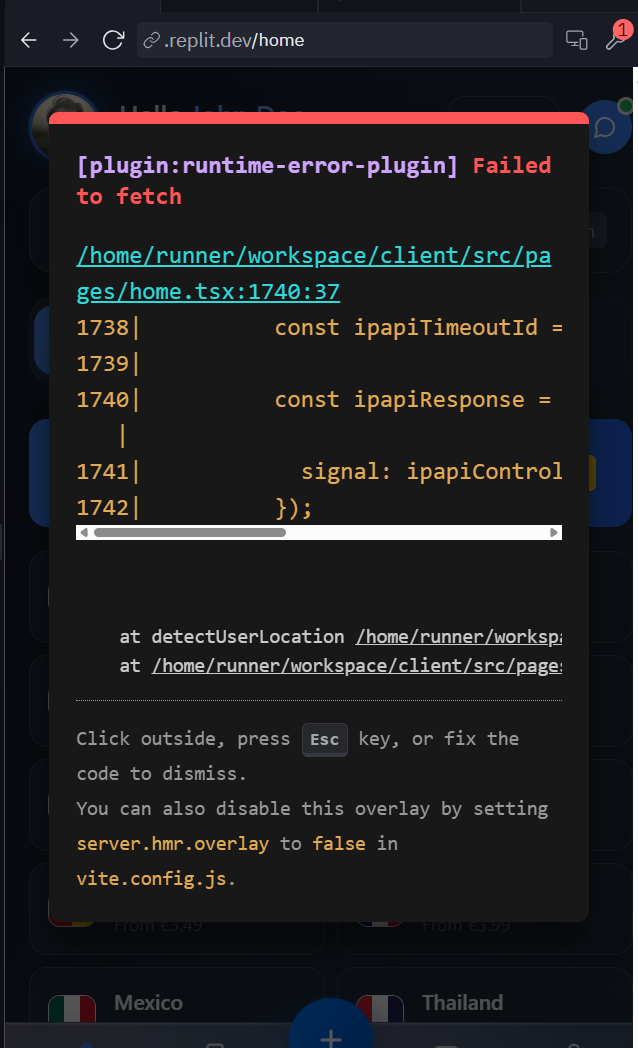 .replit.dev/home
1
Hello John Doe
[plugin:runtime-error-plugin] Failed
to fetch
/home/runner/workspace/client/src/pa
ges/home.tsx:1740:37
1738|          const ipapiTimeoutId =
1739|
1740|          const ipapiResponse =
|
1741|            signal: ipapiControl
1742|          });
at detectUserLocation /home/runner/workspa
at /home/runner/workspace/client/src/pages
Click outside, press Esc key, or fix the
code to dismiss.
You can also disable this overlay by setting
server.hmr.overlay to false in
vite.config.js.
From €3.49
From €3.99
Mexico
Thailand